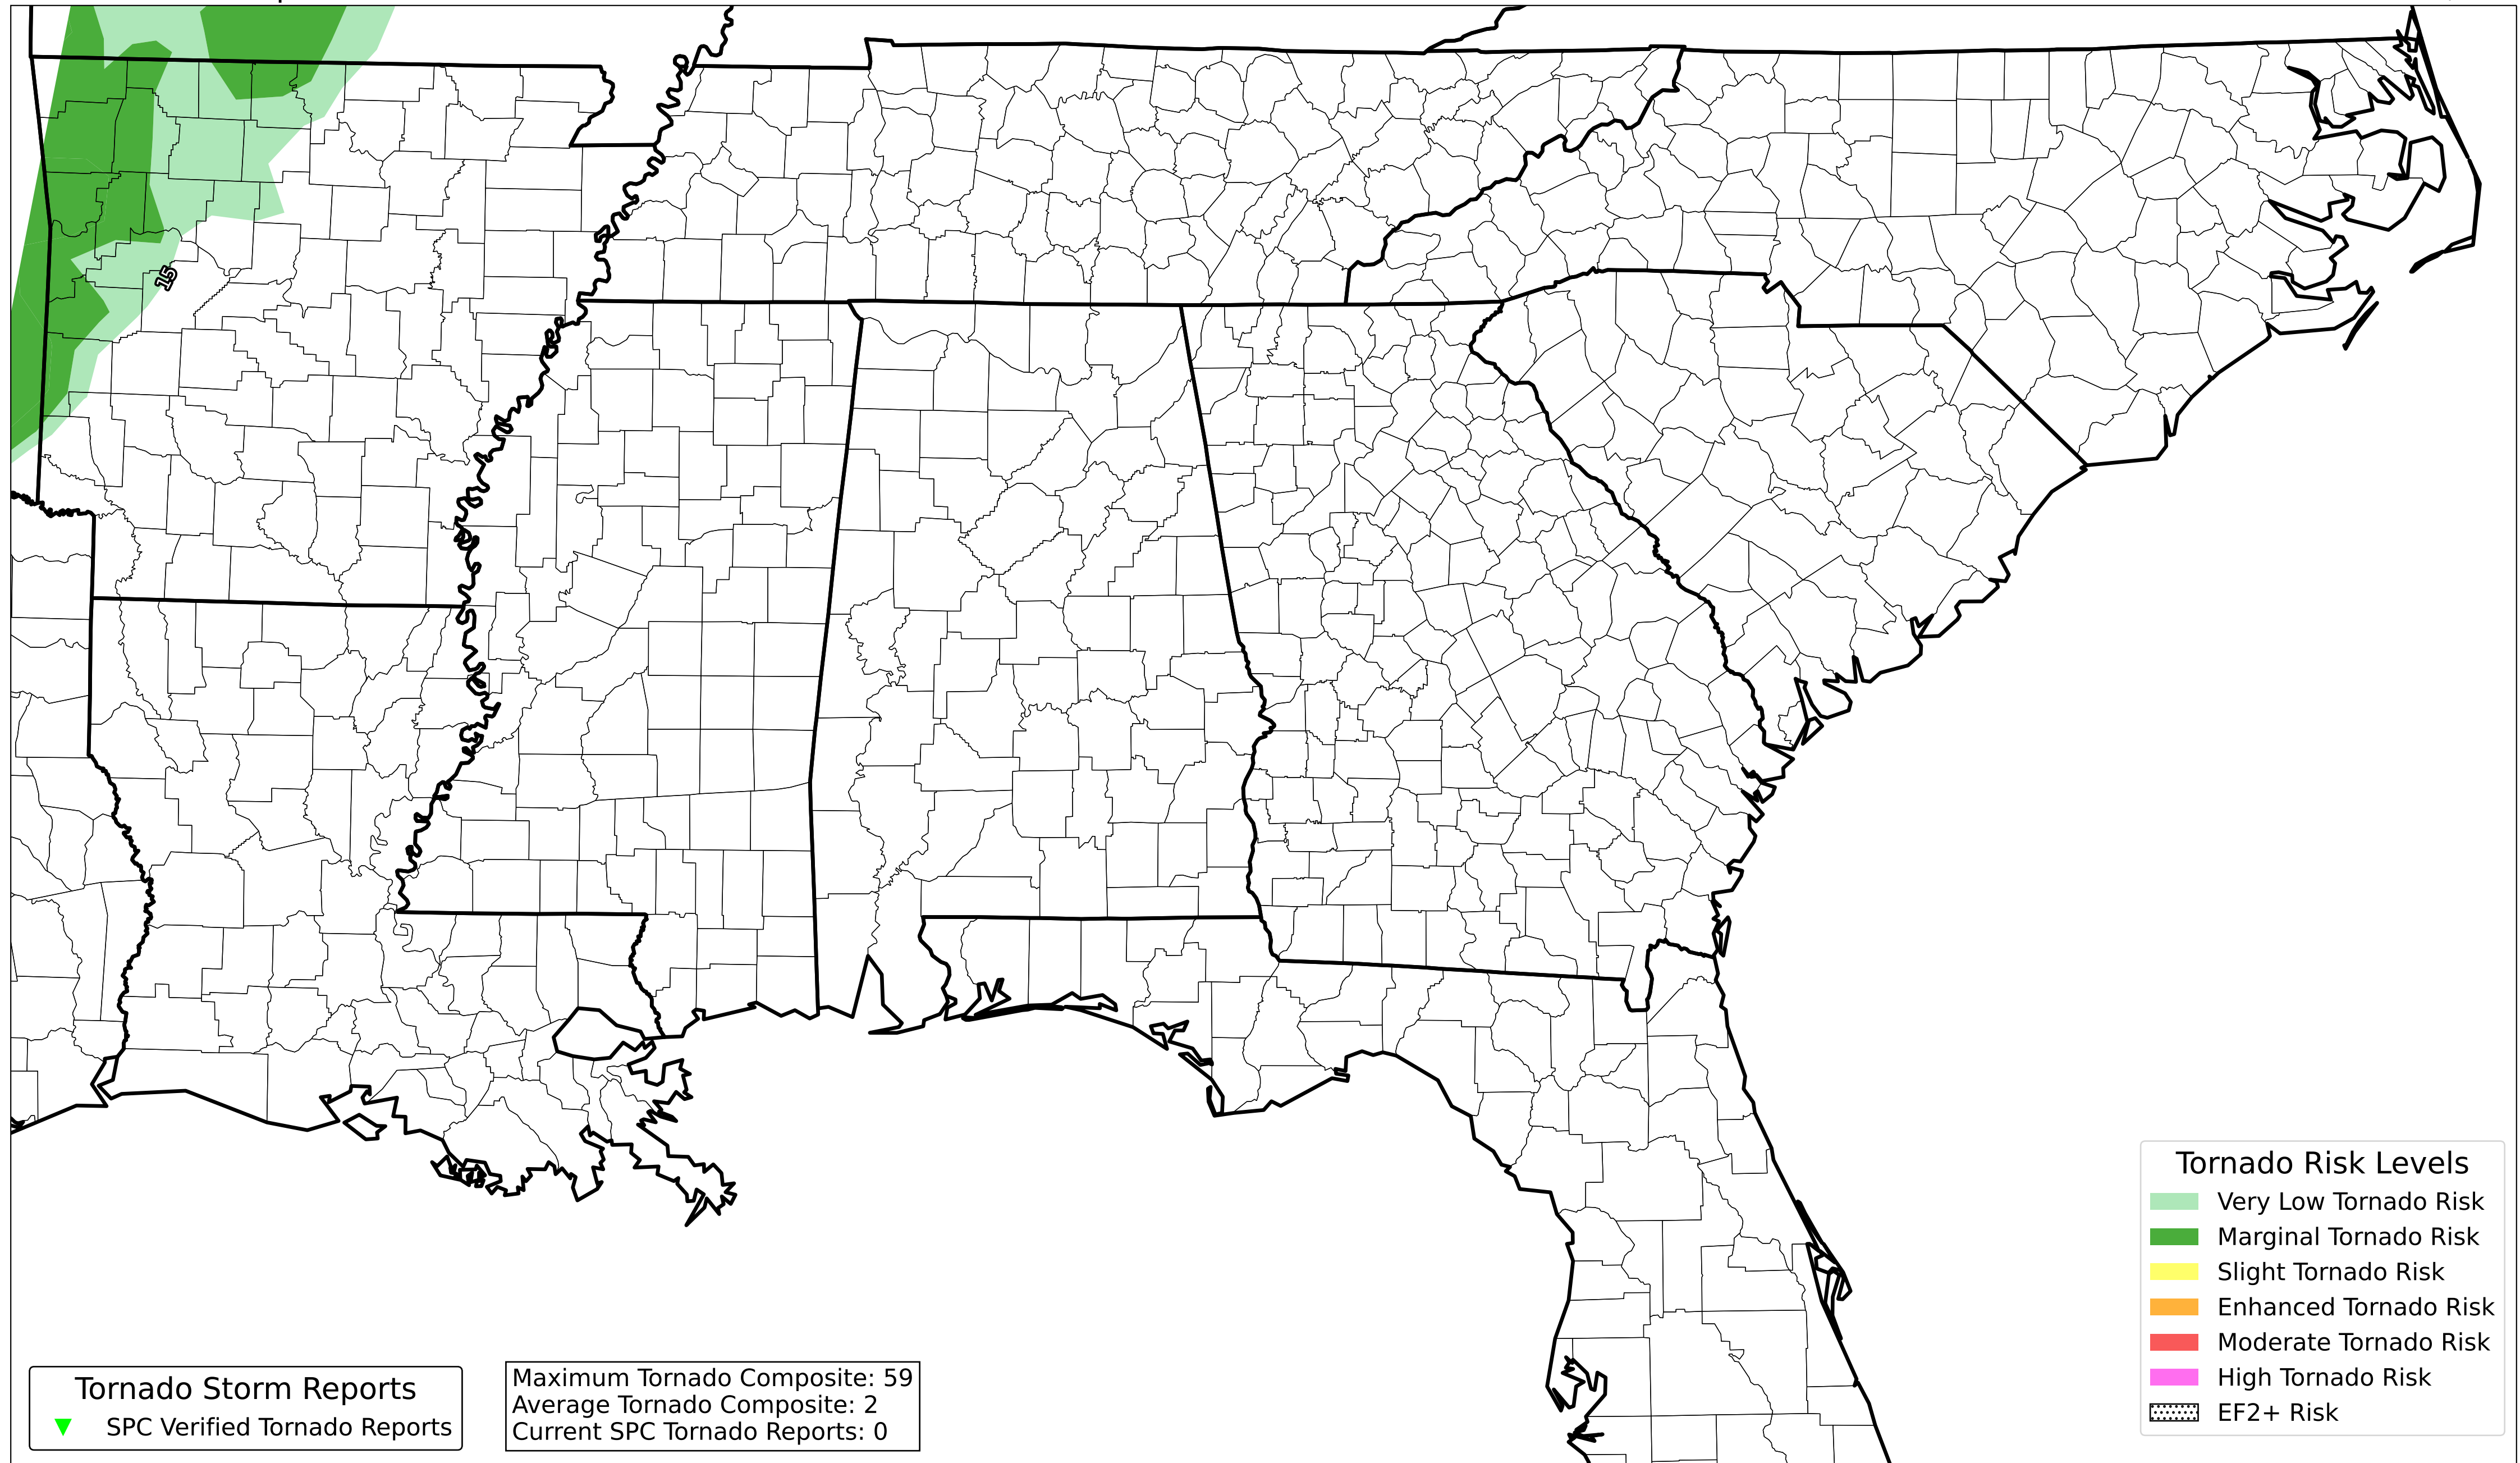 15
Tornado Risk Levels
Very Low Tornado Risk
Marginal Tornado Risk
Slight Tornado Risk
Enhanced Tornado Risk
Moderate Tornado Risk
High Tornado Risk
EF2+ Risk
Tornado Storm Reports
SPC Verified Tornado Reports
Maximum Tornado Composite: 59
Average Tornado Composite: 2
Current SPC Tornado Reports: 0